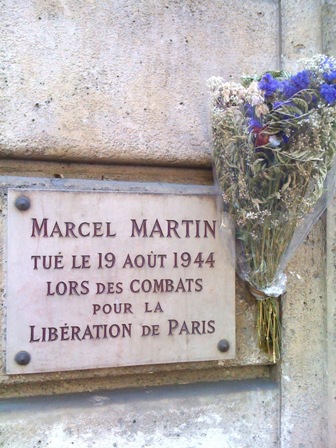 MARCEL MARTIN
TUÉ LE 19 AOÛT 1944
LORS DES COMBATS
POUR LA
LIBÉRATION DE PARIS